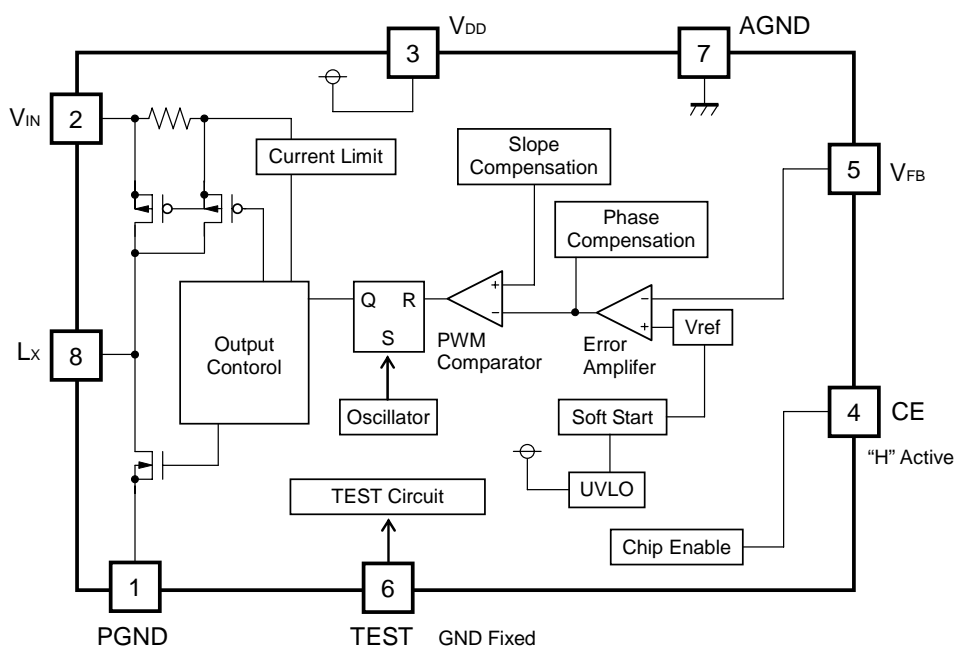 VDD
AGND
3
7
VIN
2
Current Limit
Slope
Compensation
5
VFB
Phase
Compensation
+
−
−
+
Q
R
S
Vref
PWM
Comparator
Error
Amplifer
Output
Contorol
LX
8
Oscillator
Soft Start
4
CE
"H" Active
UVLO
TEST Circuit
Chip Enable
1
6
PGND
TEST
GND Fixed